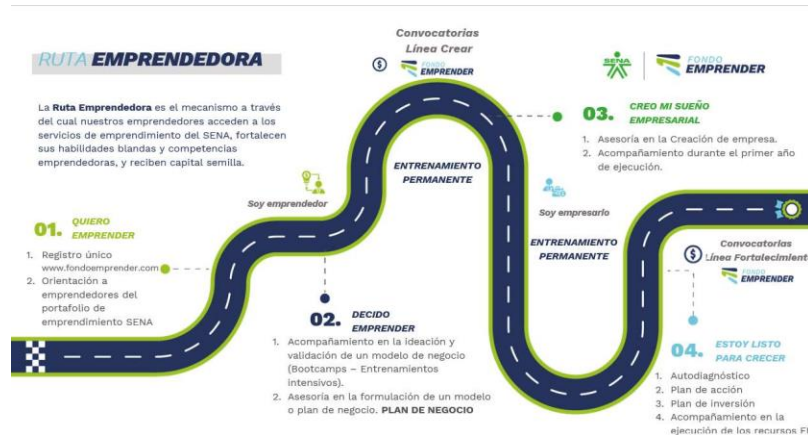 RUTA EMPRENDEDORA
La Ruta Emprendedora es el mecanismo a través
del cual nuestros emprendedores acceden a los
servicios de emprendimiento del SENA, fortalecen
sus habilidades blandas y competencias
emprendedoras, y reciben capital semilla.
Convocatorias
Línea Crear
$
FONDO
EMPRENDER
SENA
FONDO
EMPRENDER
01.
QUIERO
EMPRENDER
1. Registro único
www.fondoemprender.com
2. Orientación a
emprendedores del
portafolio de
emprendimiento SENA
Soy emprendedor
ENTRENAMIENTO
PERMANENTE
02.
DECIDO
EMPRENDER
1. Acompañamiento en la ideación y
validación de un modelo de negocio
(Bootcamps – Entrenamientos
intensivos).
2. Asesoría en la formulación de un modelo
o plan de negocio. PLAN DE NEGOCIO
03.
CREO MI SUEÑO
EMPRESARIAL
1. Asesoría en la Creación de empresa.
2. Acompañamiento durante el primer año
de ejecución.
Soy empresario
ENTRENAMIENTO
PERMANENTE
$
Convocatorias
Línea Fortalecimiento
FONDO
EMPRENDER
04.
ESTOY LISTO
PARA CRECER
1. Autodiagnóstico
2. Plan de acción
3. Plan de inversión
4. Acompañamiento en la
ejecución de los recursos